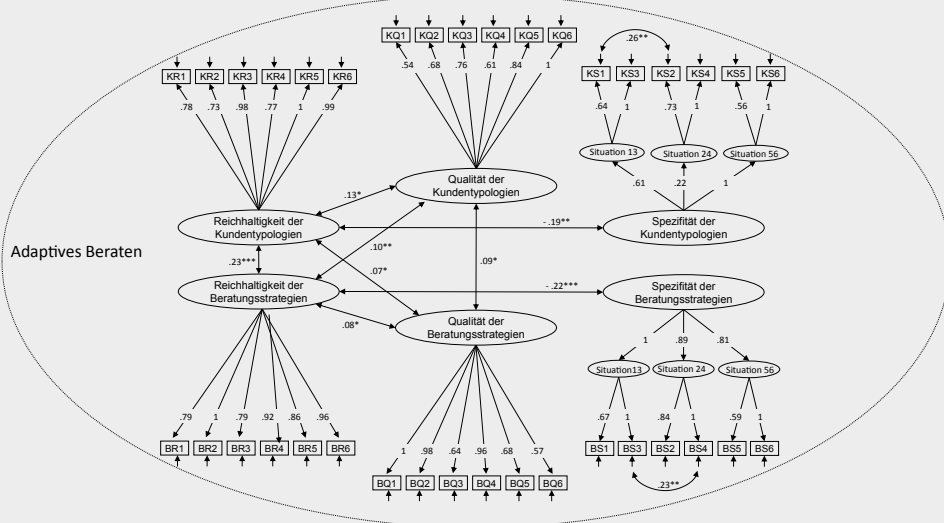 KQ1 KQ2 KQ3 KQ4 KQ5 KQ6
.54 .68 .76 .61 .84 1
.26**
KR1 KR2 KR3 KR4 KR5 KR6
.78 .73 .98 .77 1 .99
KS1 KS3 KS2 KS4 KS5 KS6
.64 1 .73 1 .56 1
Situation 13 Situation 24 Situation 56
.61 .22 1
Qualität der
Kundentypologien
.13*
Reichhaltigkeit der
Kundentypologien
- .19**
Spezifität der
Kundentypologien
Adaptives Beraten
.23***
.10**
.07*
.09*
Reichhaltigkeit der
Beratungsstrategien
- .22***
Spezifität der
Beratungsstrategien
.08*
Qualität der
Beratungsstrategien
1 .89 .81
Situation13 Situation 24 Situation 56
.79 1 .79 .92 .86 .96
.67 1 .84 1 .59 1
BR1 BR2 BR3 BR4 BR5 BR6
BS1 BS3 BS2 BS4 BS5 BS6
.23**
1 .98 .64 .96 .68 .57
BQ1 BQ2 BQ3 BQ4 BQ5 BQ6